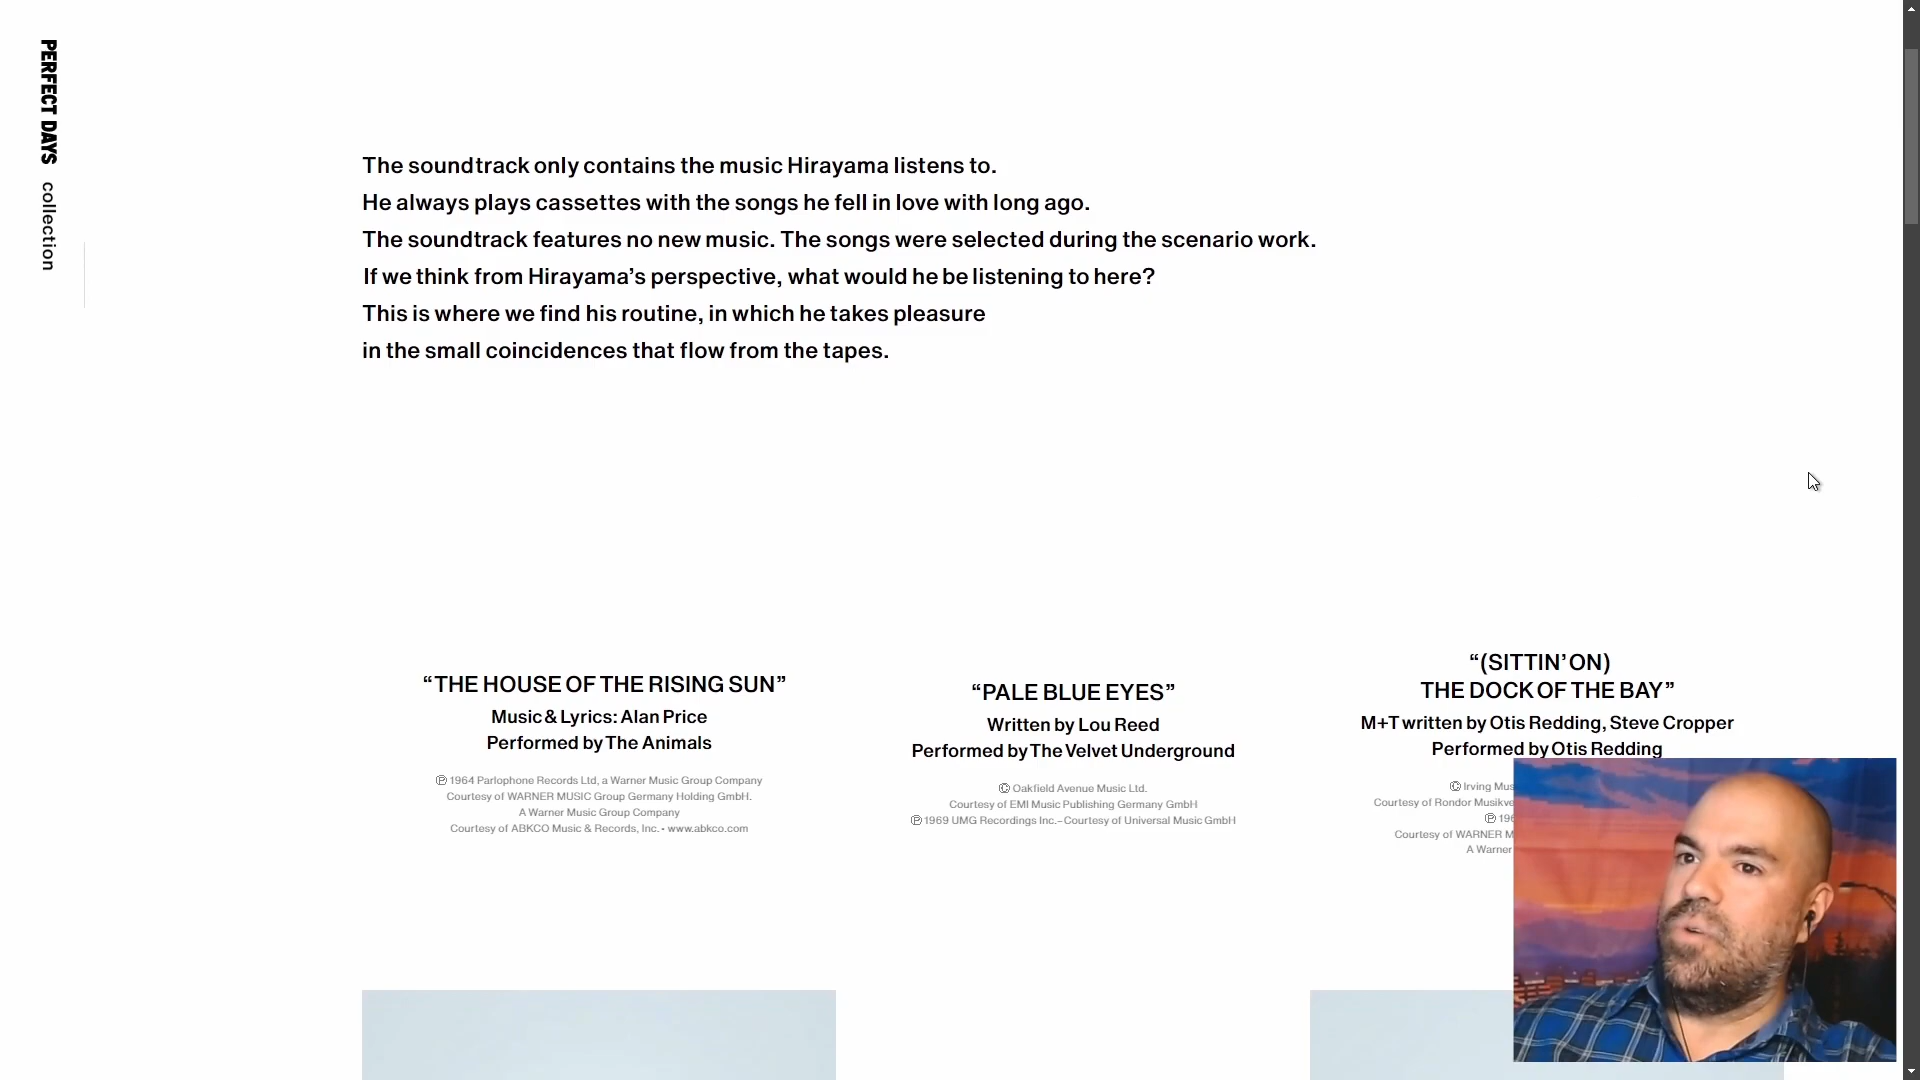 PERFECT DAYS collection
The soundtrack only contains the music Hirayama listens to.
He always plays cassettes with the songs he fell in love with long ago.
The soundtrack features no new music. The songs were selected during the scenario work.
If we think from Hirayama’s perspective, what would he be listening to here?
This is where we find his routine, in which he takes pleasure
in the small coincidences that flow from the tapes.
“THE HOUSE OF THE RISING SUN”
Music & Lyrics: Alan Price
Performed by The Animals
℗ 1964 Parlophone Records Ltd, a Warner Music Group Company
Courtesy of WARNER MUSIC Group Germany Holding GmbH.
A Warner Music Group Company
Courtesy of ABKCO Music & Records, Inc. • www.abkco.com
“PALE BLUE EYES”
Written by Lou Reed
Performed by The Velvet Underground
© Oakfield Avenue Music Ltd.
Courtesy of EMI Music Publishing Germany GmbH
℗ 1969 UMG Recordings Inc. – Courtesy of Universal Music GmbH
“(SITTIN’ ON)
THE DOCK OF THE BAY”
M+T written by Otis Redding, Steve Cropper
Performed by Otis Redding
© Irving
Courtesy of Rondor
℗
Courtesy of WARNER
A Warner